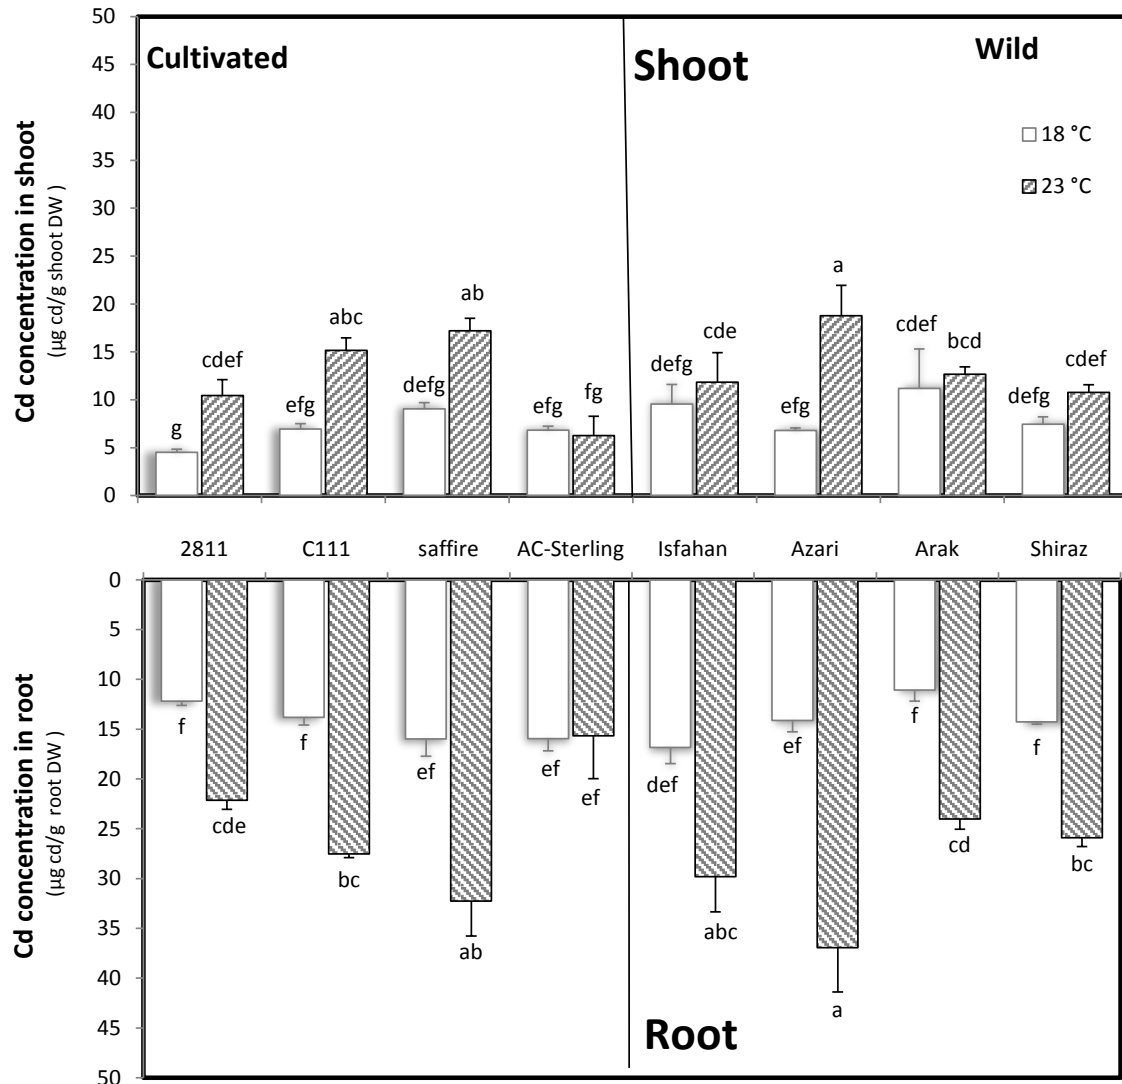 50
45
40
35
30
25
20
15
10
5
0
Cd concentration in shoot
(µg cd/g shoot DW )
Cultivated
Shoot
Wild
18 °C
23 °C
g
cdef
efg
abc
defg
ab
efg
fg
defg
cde
efg
a
cdef
bcd
defg
cdef
2811
C111
saffire
AC-Sterling
Isfahan
Azari
Arak
Shiraz
0
5
10
15
20
25
30
35
40
45
50
Cd concentration in root
(µg cd/g root DW)
f
cde
f
bc
ef
ab
ef
ef
def
abc
ef
a
f
cd
f
bc
Root